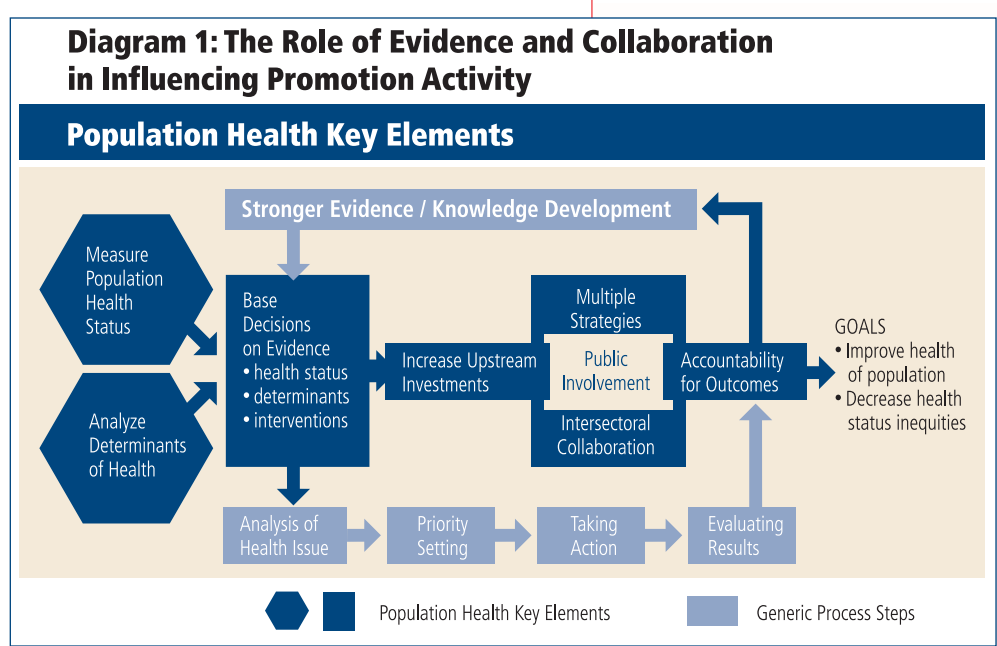 Diagram 1: The Role of Evidence and Collaboration
in Influencing Promotion Activity
Population Health Key Elements
Stronger Evidence / Knowledge Development
Measure
Population
Health
Status
Analyze
Determinants
of Health
Base
Decisions
on Evidence
• health status
• determinants
• interventions
Increase Upstream
Investments
Multiple
Strategies
Public
Involvement
Intersectoral
Collaboration
Accountability
for Outcomes
GOALS
• Improve health
of population
• Decrease health
status inequities
Analysis of
Health Issue
Priority
Setting
Taking
Action
Evaluating
Results
Population Health Key Elements
Generic Process Steps